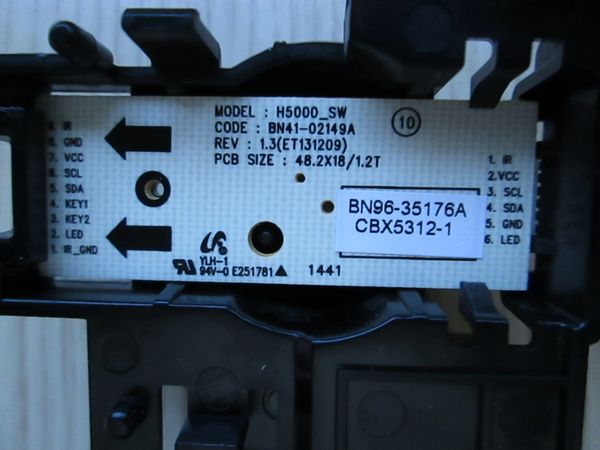 MODEL : H5000_SW
CODE : BN41-02149A
REV : 1.3(ET131209)
PCB SIZE : 48.2X18/1.2T
10
9. IR
8. GND
7. VCC
6. SCL
5. SDA
4. KEY1
3. KEY2
2. LED
1. IR_GND
1. IR
2.VCC
3. SCL
4. SDA
5. GND
6. LED
BN96-35176A
CBX5312-1
YLH-1
94V-0 E251781
1441